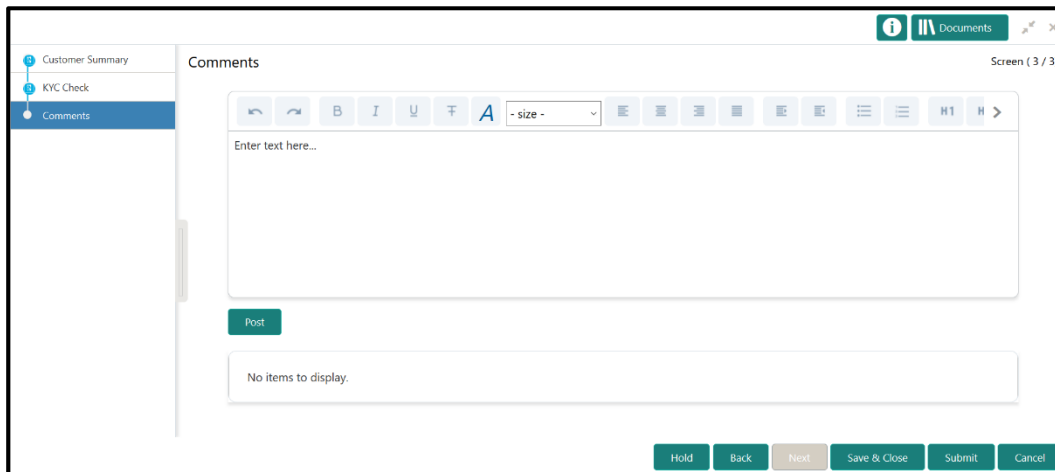 Documents
Customer Summary
KYC Check
Comments
Comments
Screen ( 3 / 3
B I U T A - size - H1 H
Enter text here...
Post
No items to display.
Hold Back Next Save & Close Submit Cancel